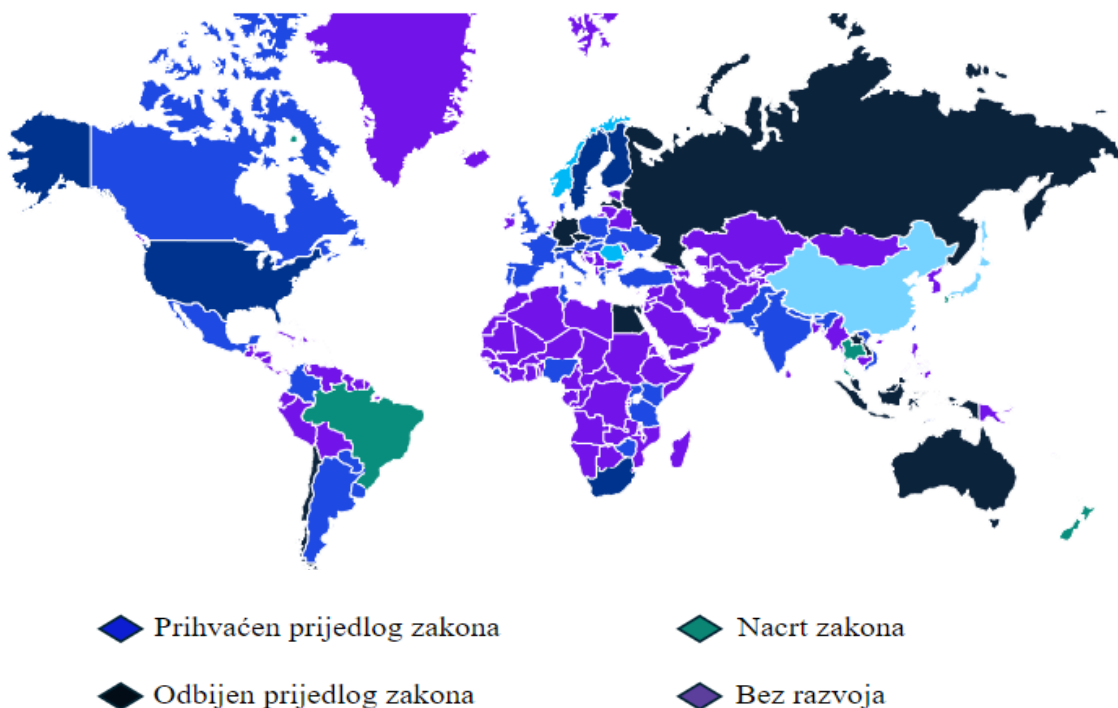 Prihvaćen prijedlog zakona
Nacrt zakona
Odbijen prijedlog zakona
Bez razvoja